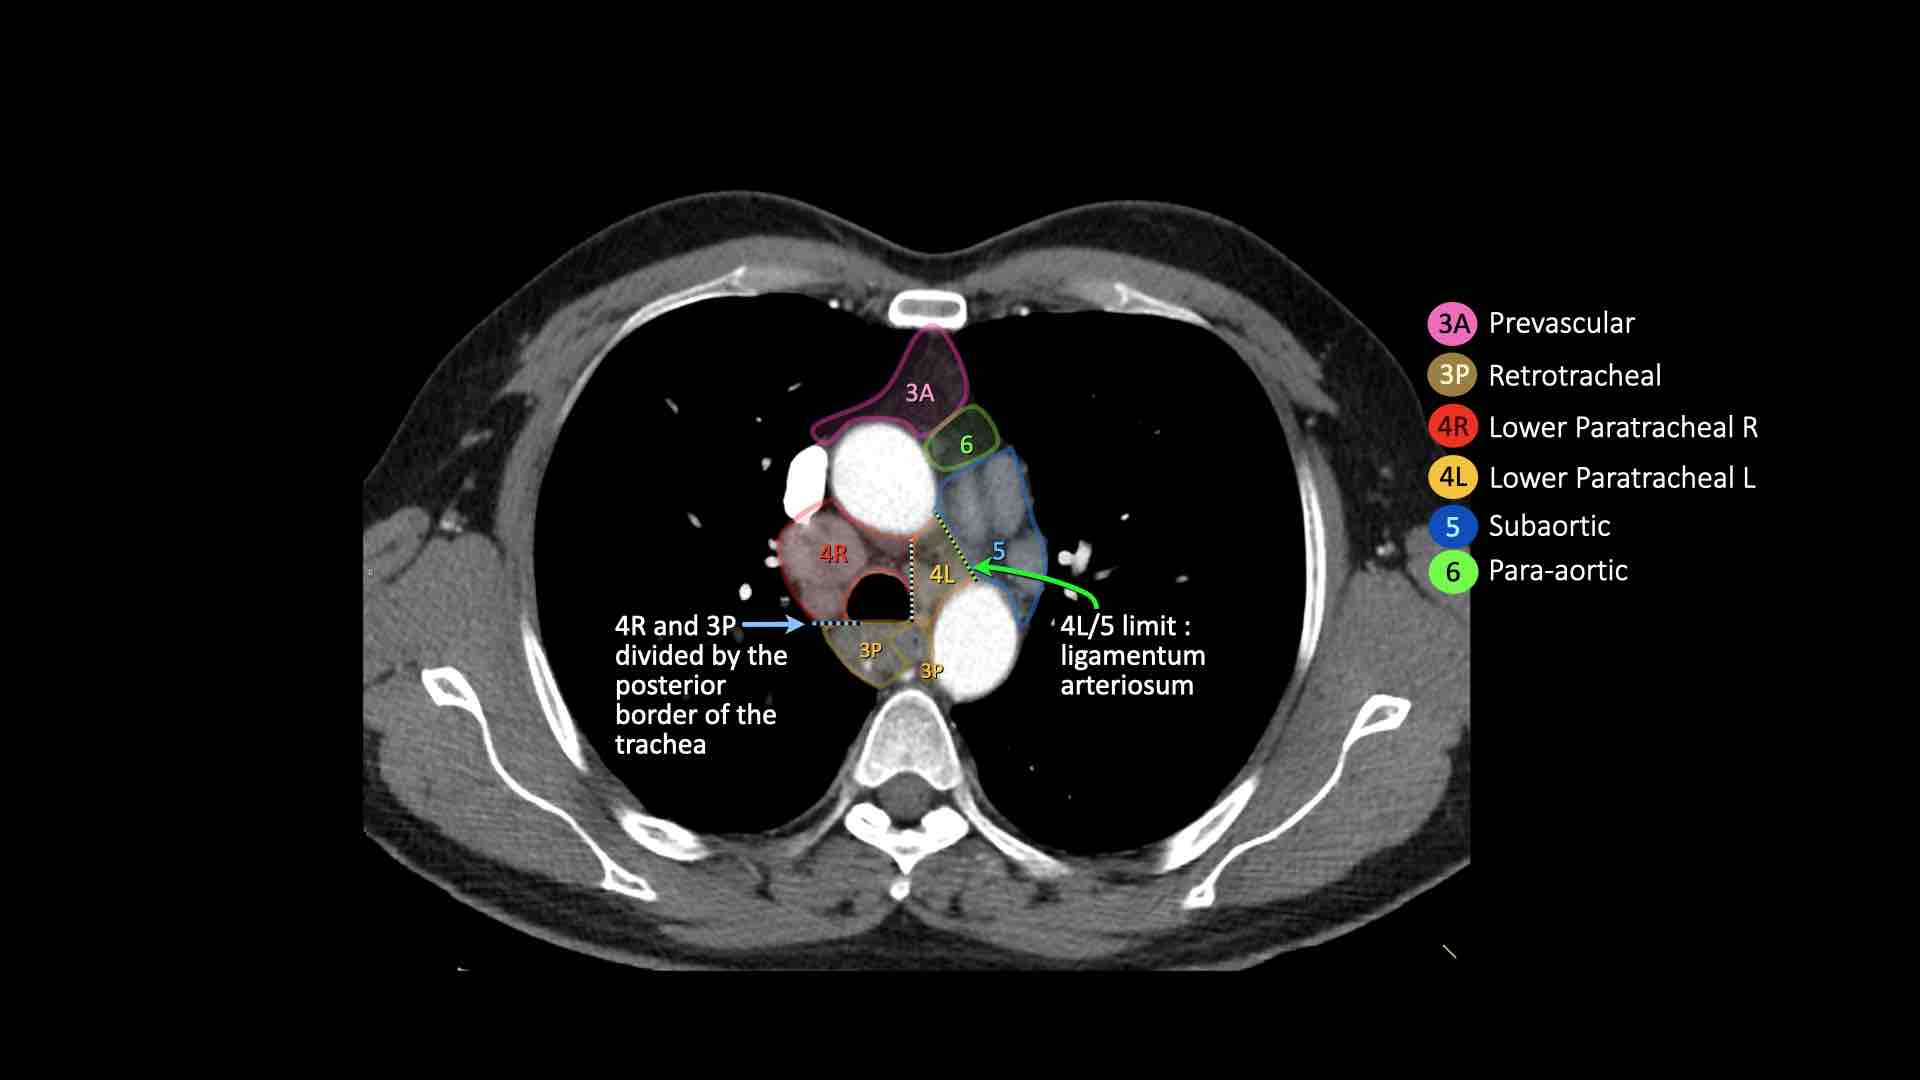 3A Prevascular
3P Retrotracheal
4R Lower Paratracheal R
4L Lower Paratracheal L
5 Subaortic
6 Para-aortic
3A
6
4R
5
4L
3P
3P
4R and 3P
divided by the
posterior
border of the
trachea
4L/5 limit :
ligamentum
arteriosum